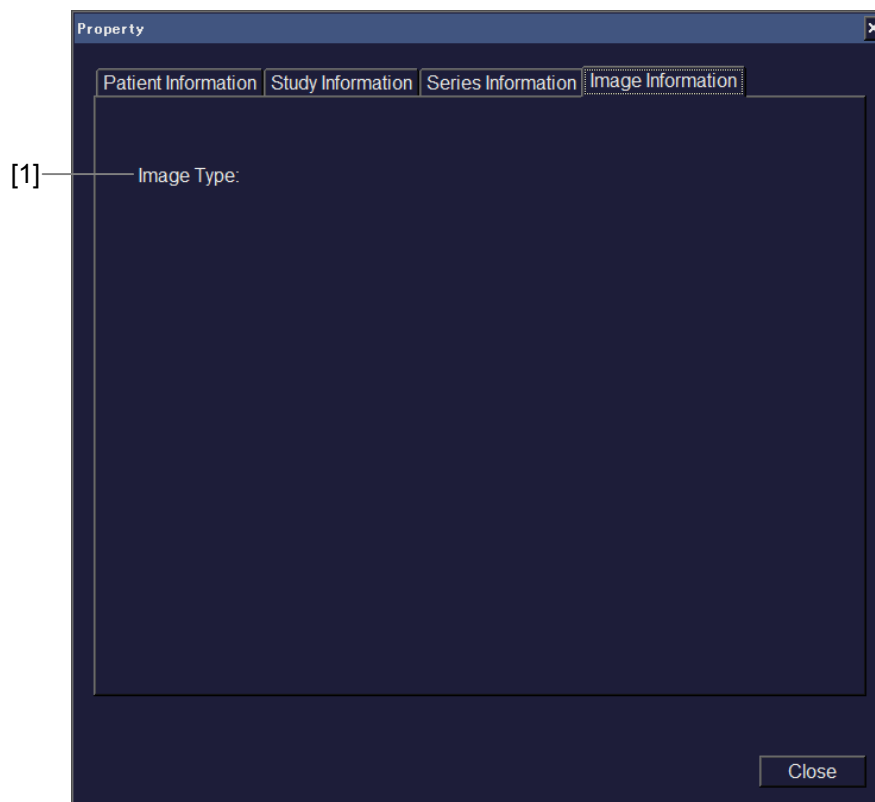 Property
Patient Information Study Information Series Information Image Information
[1] Image Type:
Close